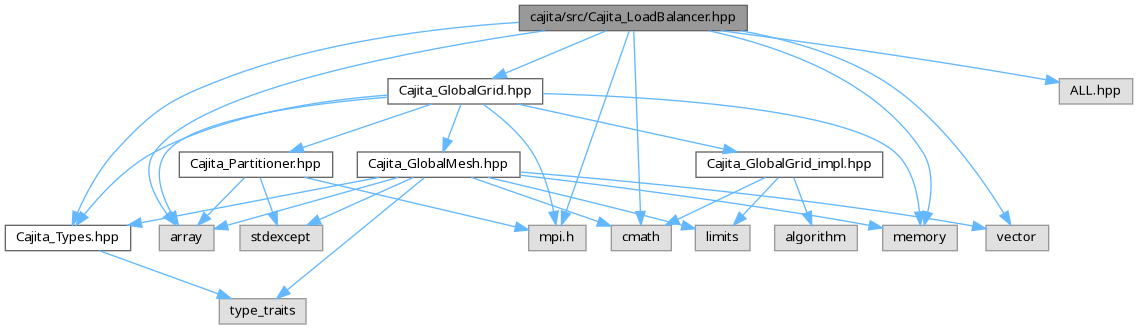 cajita/src/Cajita_LoadBalancer.hpp
Cajita_GlobalGrid.hpp
ALL.hpp
Cajita_Partitioner.hpp
Cajita_GlobalMesh.hpp
Cajita_GlobalGrid_impl.hpp
Cajita_Types.hpp
array
stdexcept
mpi.h
cmath
limits
algorithm
memory
vector
type_traits